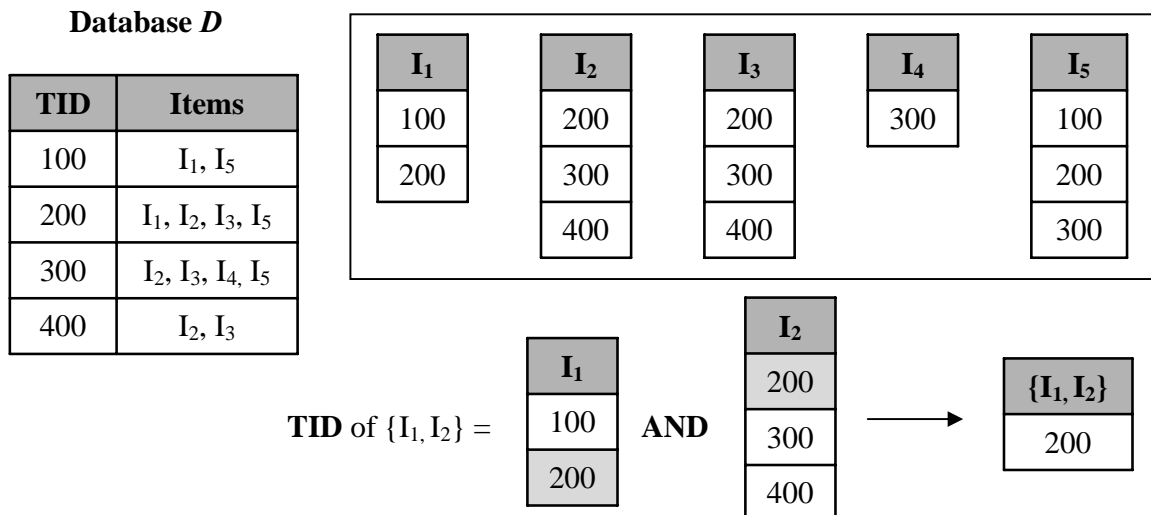 Database D
TID Items
100 I₁, I₅
200 I₁, I₂, I₃, I₅
300 I₂, I₃, I₄, I₅
400 I₂, I₃
I₁ I₂ I₃ I₄ I₅
100 200 200 300 100
200 300 300 200
400 400 300
TID of {I₁, I₂} =
I₁
100
200
AND
I₂
200
300
400
{I₁, I₂}
200